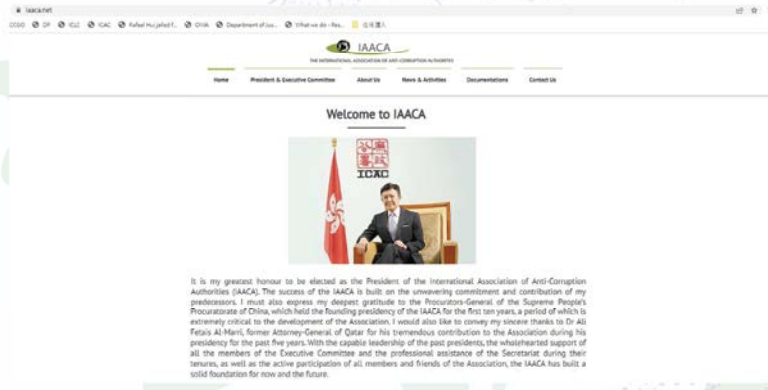 iaaca.net
CCGO DP ICLC ICAC Rafael Hui jailed f... OVIA Department of Jus... What we do - Res...
IAACA
THE INTERNATIONAL ASSOCIATION OF ANTI-CORRUPTION AUTHORITIES
Home President & Executive Committee About Us News & Activities Documentations Contact Us
Welcome to IAACA
ICAC
It is my greatest honour to be elected as the President of the International Association of Anti-Corruption
Authorities (IAACA). The success of the IAACA is built on the unwavering commitment and contribution of my
predecessors. I must also express my deepest gratitude to the Procurators-General of the Supreme People's
Procuratorate of China, which held the founding presidency of the IAACA for the first ten years, a period of which is
extremely critical to the development of the Association. I would also like to convey my sincere thanks to Dr Ali
Fetais Al-Marri, former Attorney-General of Qatar for his tremendous contribution to the Association during his
presidency for the past five years. With the capable leadership of the past presidents, the wholehearted support of
all the members of the Executive Committee and the professional assistance of the Secretariat during their
tenures, as well as the active participation of all members and friends of the Association, the IAACA has built a
solid foundation for now and the future.